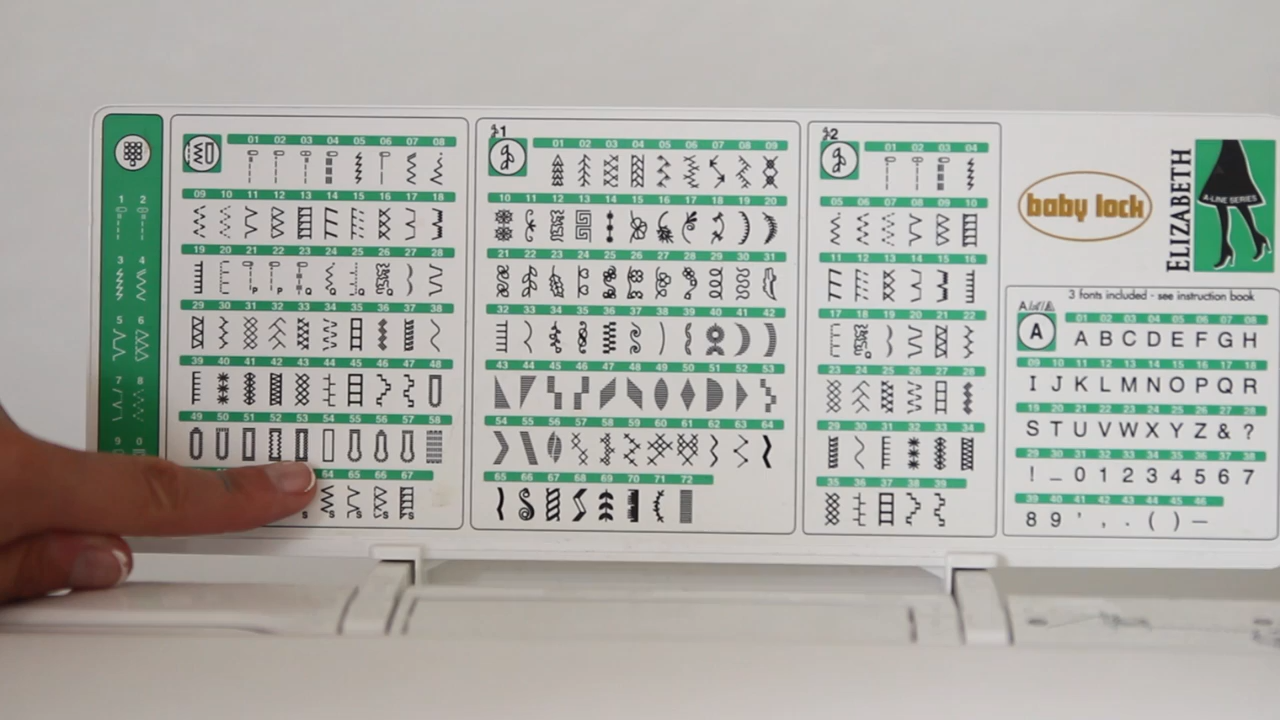 1 2
3 4
5 6
7 8
9 0
01 02 03 04 05 06 07 08
09 10 11 12 13 14 15 16 17 18
19 20 21 22 23 24 25 26 27 28
29 30 31 32 33 34 35 36 37 38
39 40 41 42 43 44 45 46 47 48
49 50 51 52 53 54 55 56 57 58
64 65 66 67
S S S S S
1
01 02 03 04 05 06 07 08 09
10 11 12 13 14 15 16 17 18 19 20
21 22 23 24 25 26 27 28 29 30 31
32 33 34 35 36 37 38 39 40 41 42
43 44 45 46 47 48 49 50 51 52 53
54 55 56 57 58 59 60 61 62 63 64
65 66 67 68 69 70 71 72
2
01 02 03 04
05 06 07 08 09 10
11 12 13 14 15 16
17 18 19 20 21 22
23 24 25 26 27 28
29 30 31 32 33 34
35 36 37 38 39
baby lock
ELIZABETH
A-LINE SERIES
3 fonts included - see instruction book
A
01 02 03 04 05 06 07 08
A B C D E F G H
09 10 11 12 13 14 15 16 17 18
I J K L M N O P Q R
19 20 21 22 23 24 25 26 27 28
S T U V W X Y Z & ?
29 30 31 32 33 34 35 36 37 38
! _ 0 1 2 3 4 5 6 7
39 40 41 42 43 44 45 46
8 9 ' , . ( ) –